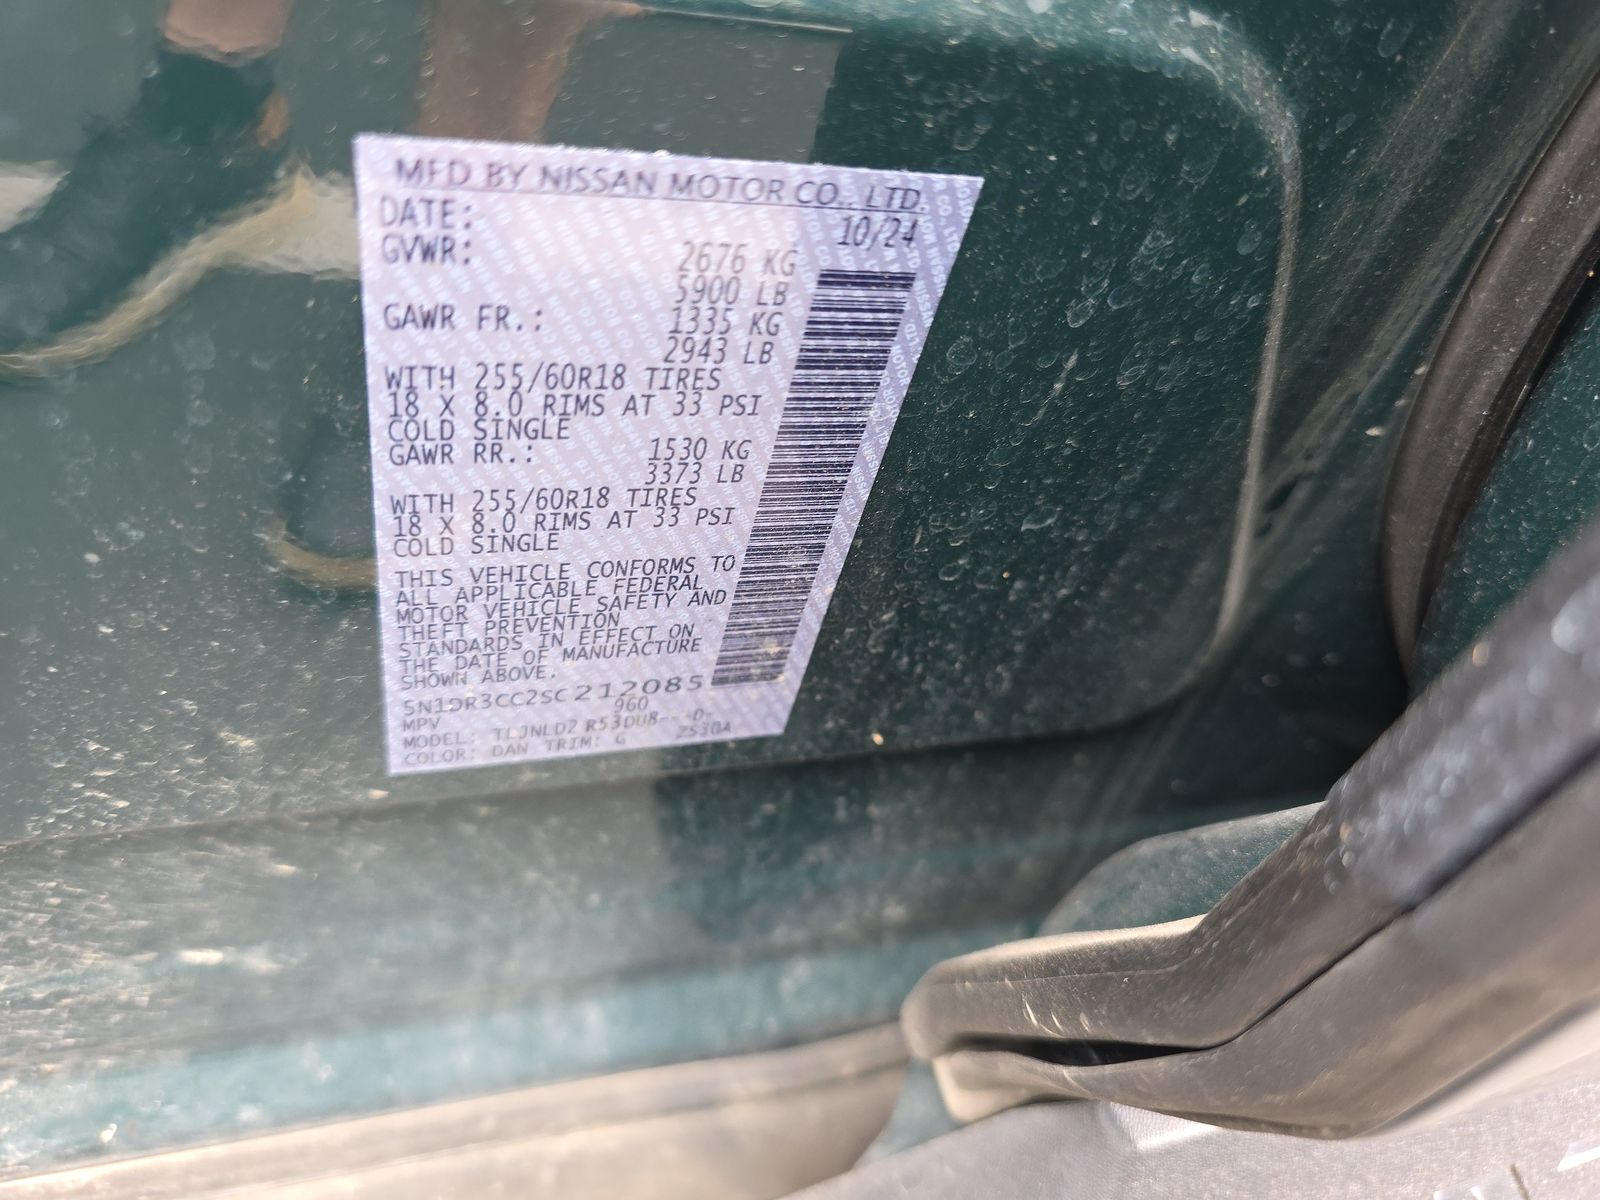 MFD BY NISSAN MOTOR CO., LTD.
DATE: 10/24
GVWR: 2676 KG
5900 LB
GAWR FR.: 1335 KG
2943 LB
WITH 255/60R18 TIRES
18 X 8.0 RIMS AT 33 PSI
COLD SINGLE
GAWR RR.: 1530 KG
3373 LB
WITH 255/60R18 TIRES
18 X 8.0 RIMS AT 33 PSI
COLD SINGLE
THIS VEHICLE CONFORMS TO
ALL APPLICABLE FEDERAL
MOTOR VEHICLE SAFETY AND
THEFT PREVENTION
STANDARDS IN EFFECT ON
THE DATE OF MANUFACTURE
SHOWN ABOVE.
5N1DR3CC2SC212085
MPV 960
MODEL:
COLOR: DAN TRIM: G